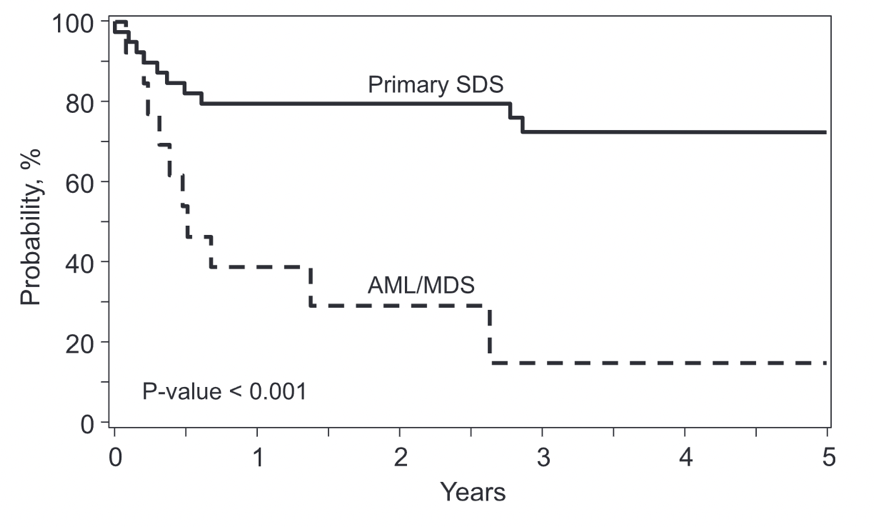 100
80
60
40
20
0
Probability, %
Primary SDS
AML/MDS
P-value < 0.001
0 1 2 3 4 5
Years